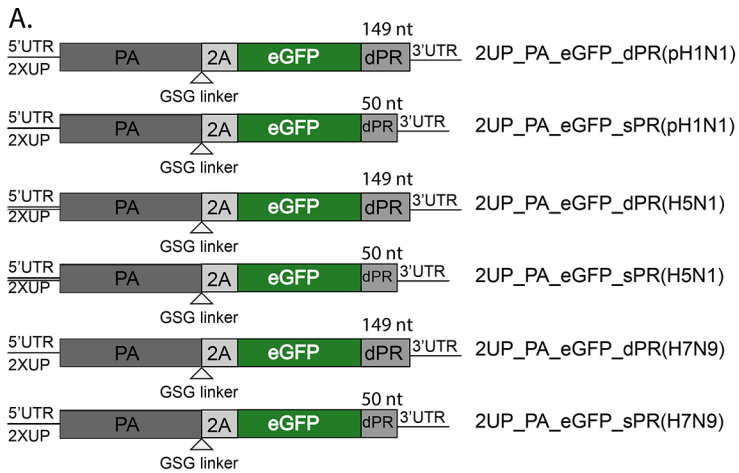 A.
149 nt
5'UTR PA 2A eGFP dPR 3'UTR 2UP_PA_eGFP_dPR(pH1N1)
2XUP
GSG linker
50 nt
5'UTR PA 2A eGFP dPR 3'UTR 2UP_PA_eGFP_sPR(pH1N1)
2XUP
GSG linker
149 nt
5'UTR PA 2A eGFP dPR 3'UTR 2UP_PA_eGFP_dPR(H5N1)
2XUP
GSG linker
50 nt
5'UTR PA 2A eGFP dPR 3'UTR 2UP_PA_eGFP_sPR(H5N1)
2XUP
GSG linker
149 nt
5'UTR PA 2A eGFP dPR 3'UTR 2UP_PA_eGFP_dPR(H7N9)
2XUP
GSG linker
50 nt
5'UTR PA 2A eGFP dPR 3'UTR 2UP_PA_eGFP_sPR(H7N9)
2XUP
GSG linker